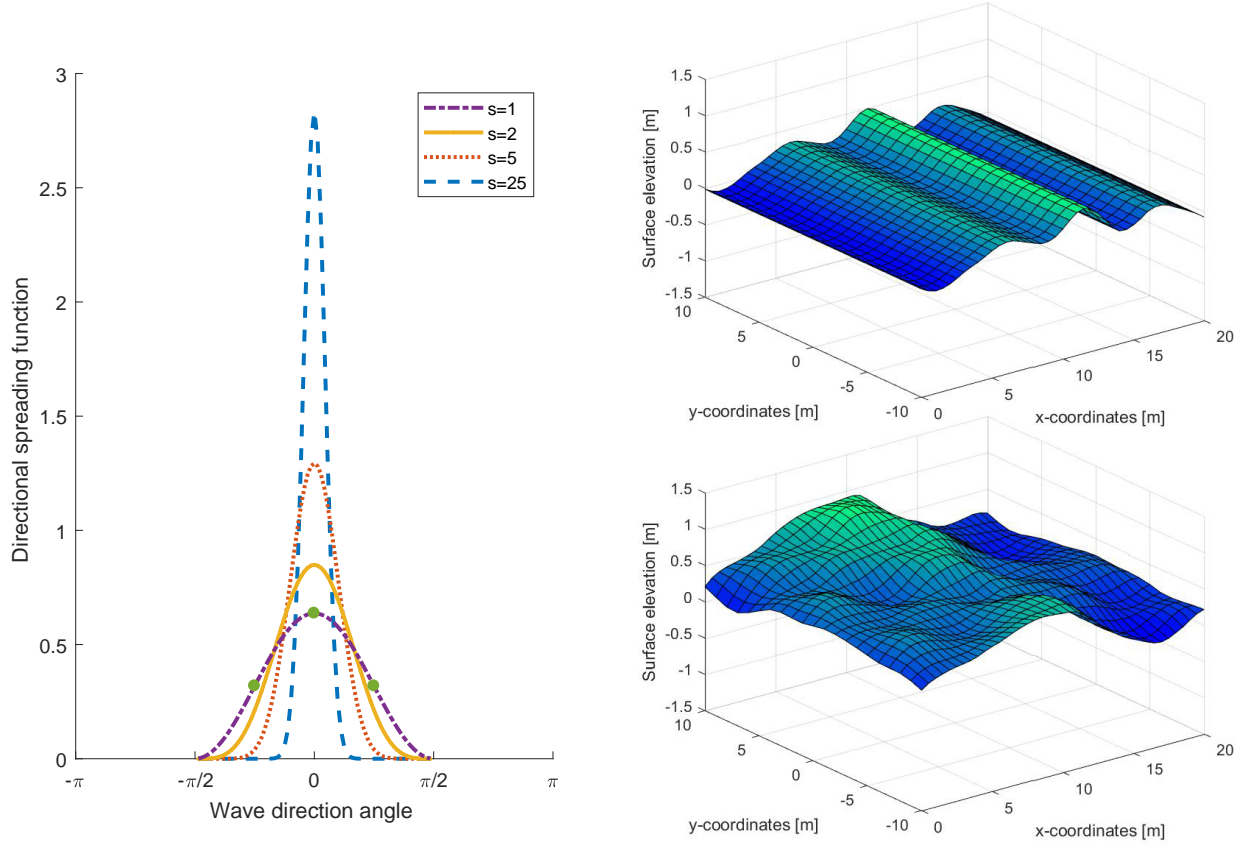 3
2.5
2
1.5
1
0.5
0
-π
-π/2
0
π/2
π
Directional spreading function
Wave direction angle
s=1
s=2
s=5
s=25
1.5
1
0.5
0
-0.5
-1
-1.5
Surface elevation [m]
10
5
0
-5
-10
y-coordinates [m]
0
5
10
15
20
x-coordinates [m]
1.5
1
0.5
0
-0.5
-1
-1.5
Surface elevation [m]
10
5
0
-5
-10
y-coordinates [m]
0
5
10
15
20
x-coordinates [m]